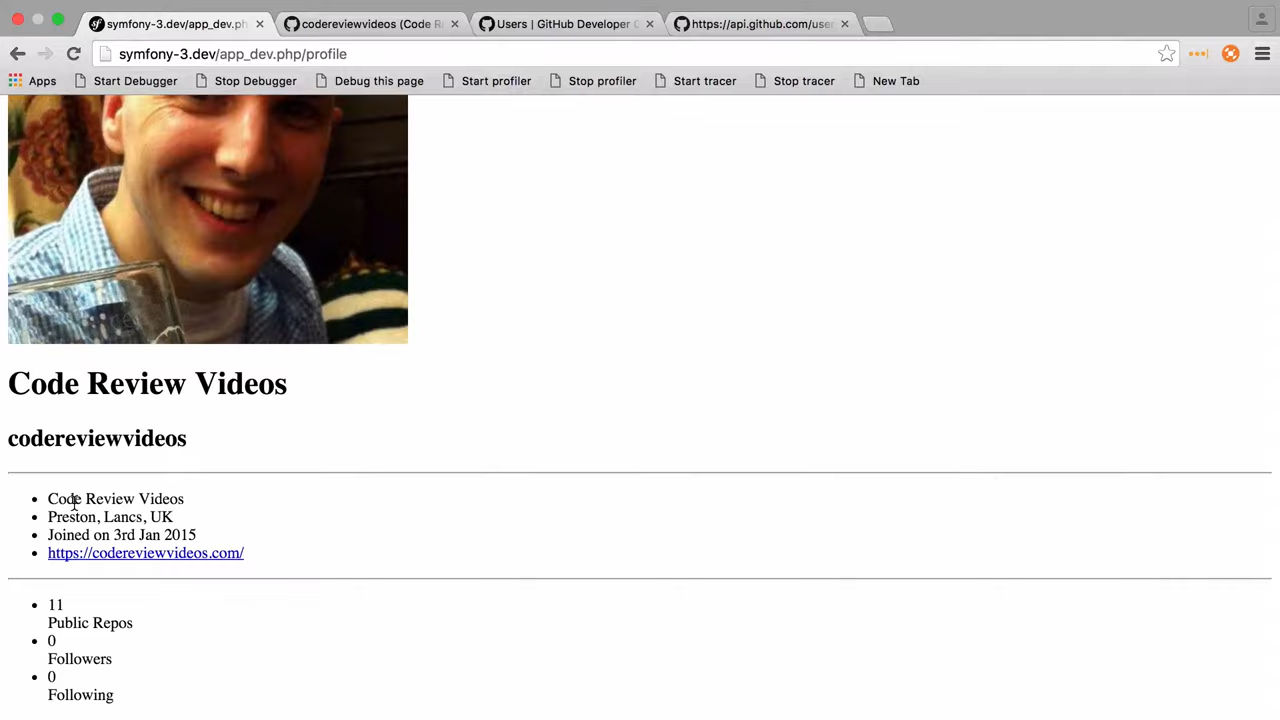 symfony-3.dev/app_dev.ph
codereviewvideos (Code R
Users | GitHub Developer G
https://api.github.com/user
symfony-3.dev/app_dev.php/profile
Apps Start Debugger Stop Debugger Debug this page Start profiler Stop profiler Start tracer Stop tracer New Tab
Code Review Videos
codereviewvideos
Code Review Videos
Preston, Lancs, UK
Joined on 3rd Jan 2015
https://codereviewvideos.com/
11
Public Repos
0
Followers
0
Following